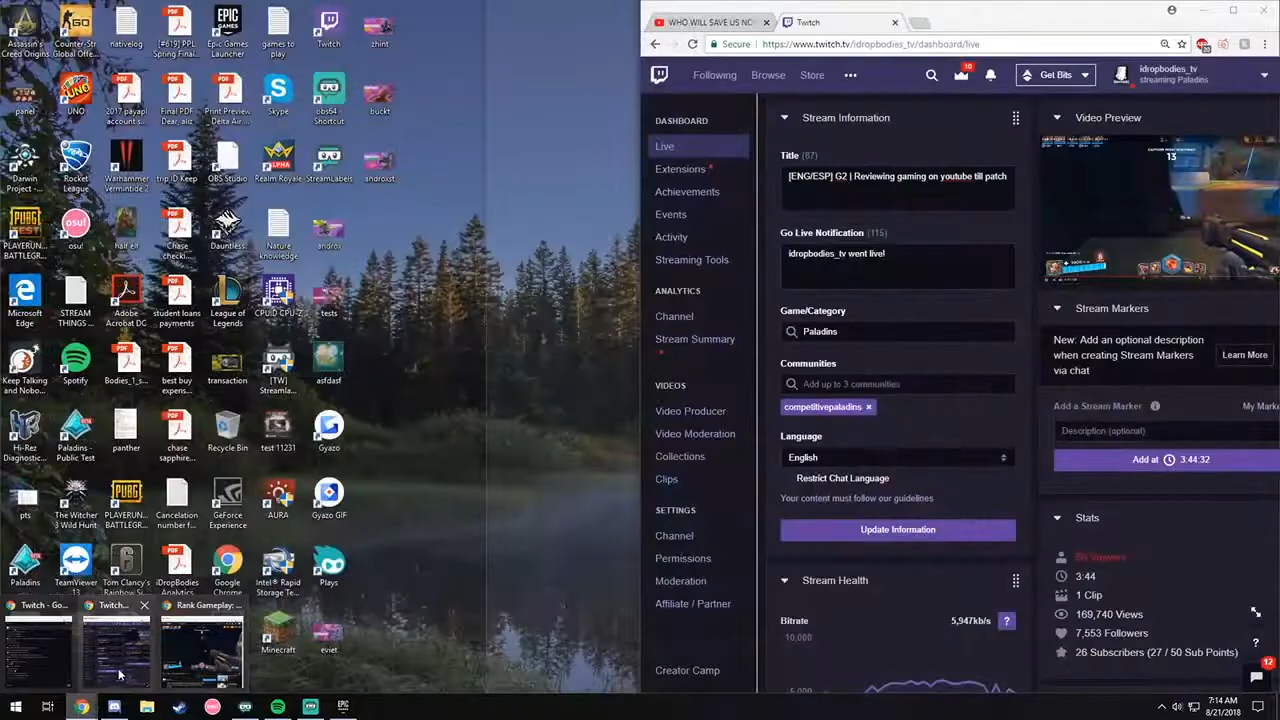 Assassin's Creed Origins
Counter-Str Global Offe...
nativelog
[#619] PPL Spring Final...
Epic Games Launcher
games to play
Twitch
zhint
panel
UNO
2017 payapl account s...
Final PDF Dear, aliz
Print Preview Delta Air...
Skype
obs64 - Shortcut
buckt
Darwin Project -...
Rocket League
Warhammer Vermintide 2
trip ID Keep
OBS Studio
Realm Royale
StreamLabels
androxst
PLAYERUN... BATTLEGR...
osu!
half elf
Chase checki...
Dauntless
Nature knowledge
androx
Microsoft Edge
STREAM THINGS ...
Adobe Acrobat DC
student loans payments
League of Legends
CPUID CPU-Z
tests
Keep Talking and Nobo...
Spotify
Bodies_1_s...
best buy expens...
transaction
[TW] Streamla...
asfdasf
Hi-Rez Diagnostic...
Paladins - Public Test
panther
chase sapphire...
Recycle Bin
test 11231
Gyazo
pts
The Witcher 3 Wild Hunt
PLAYERUN... BATTLEGR...
Cancelation number f...
GeForce Experience
AURA
Gyazo GIF
Paladins
TeamViewer 13
Tom Clancy's Rainbow Si...
iDropBodies Analytics
Google Chrome
Intel® Rapid Storage Te...
Plays
Minecraft
eviet
Twitch - Go...
Twitch...
Rank Gameplay: ...
WHO WILL SAVE US NO
Twitch
Secure
https://www.twitch.tv/idropbodies_tv/dashboard/live
Following
Browse
Store
10
Get Bits
idropbodies_tv
streaming Paladins
DASHBOARD
Live
Extensions
Achievements
Events
Activity
Streaming Tools
ANALYTICS
Channel
Stream Summary
VIDEOS
Video Producer
Video Moderation
Collections
Clips
SETTINGS
Channel
Permissions
Moderation
Affiliate / Partner
Creator Camp
Stream Information
Title (67)
[ENG/ESP] G2 | Reviewing gaming on youtube till patch
Go Live Notification (115)
idropbodies_tv went live!
Game/Category
Paladins
Communities
Add up to 3 communities
competitivepaladins ×
Language
English
Restrict Chat Language
Your content must follow our guidelines
Update Information
Stream Health
Bitrate
5,947kb/s
?
10,000
5,000
Video Preview
13
Stream Markers
New: Add an optional description
when creating Stream Markers
via chat
Learn More
Add a Stream Marker
My Mark
Description (optional)
Add at 3:44:32
Stats
3:44
1 Clip
169,740 Views
7,553 Followers
26 Subscribers (27 / 50 Sub Points)
?
12
7:14 AM
8/21/2018